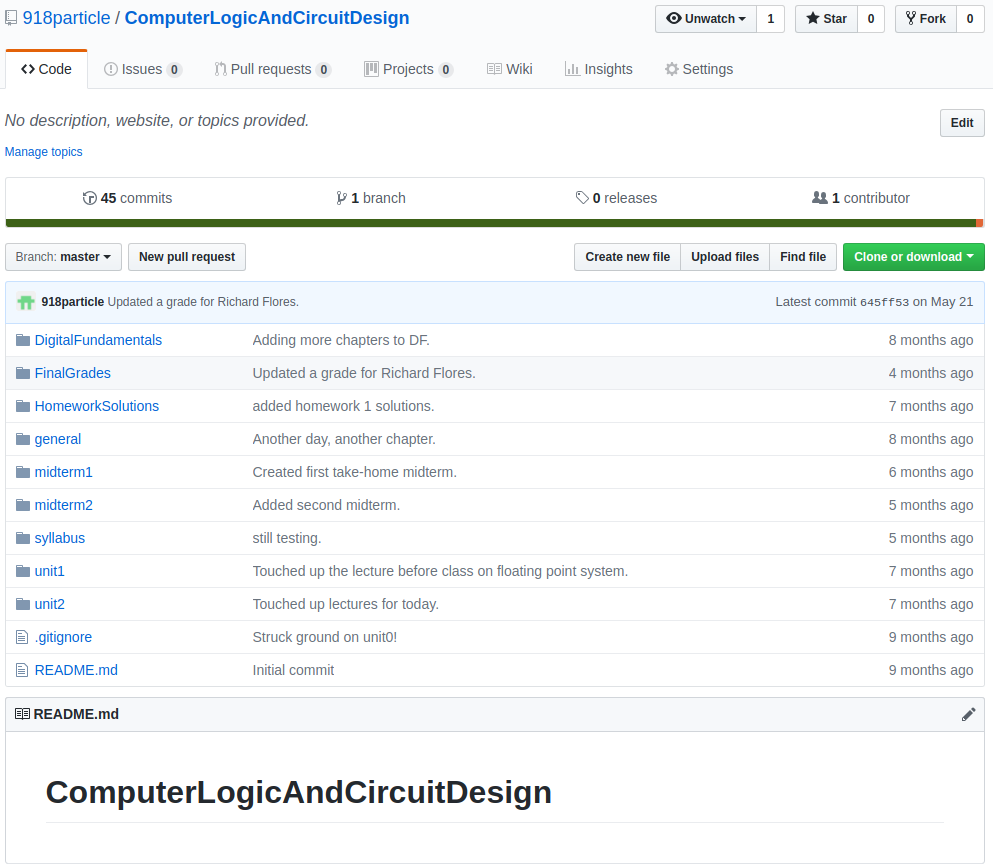 918particle / ComputerLogicAndCircuitDesign
Unwatch 1 Star 0 Fork 0
Code Issues 0 Pull requests 0 Projects 0 Wiki Insights Settings
No description, website, or topics provided. Edit
Manage topics
45 commits 1 branch 0 releases 1 contributor
Branch: master New pull request Create new file Upload files Find file Clone or download
918particle Updated a grade for Richard Flores. Latest commit 645ff53 on May 21
DigitalFundamentals Adding more chapters to DF. 8 months ago
FinalGrades Updated a grade for Richard Flores. 4 months ago
HomeworkSolutions added homework 1 solutions. 7 months ago
general Another day, another chapter. 8 months ago
midterm1 Created first take-home midterm. 6 months ago
midterm2 Added second midterm. 5 months ago
syllabus still testing. 5 months ago
unit1 Touched up the lecture before class on floating point system. 7 months ago
unit2 Touched up lectures for today. 7 months ago
.gitignore Struck ground on unit0! 9 months ago
README.md Initial commit 9 months ago
README.md
ComputerLogicAndCircuitDesign